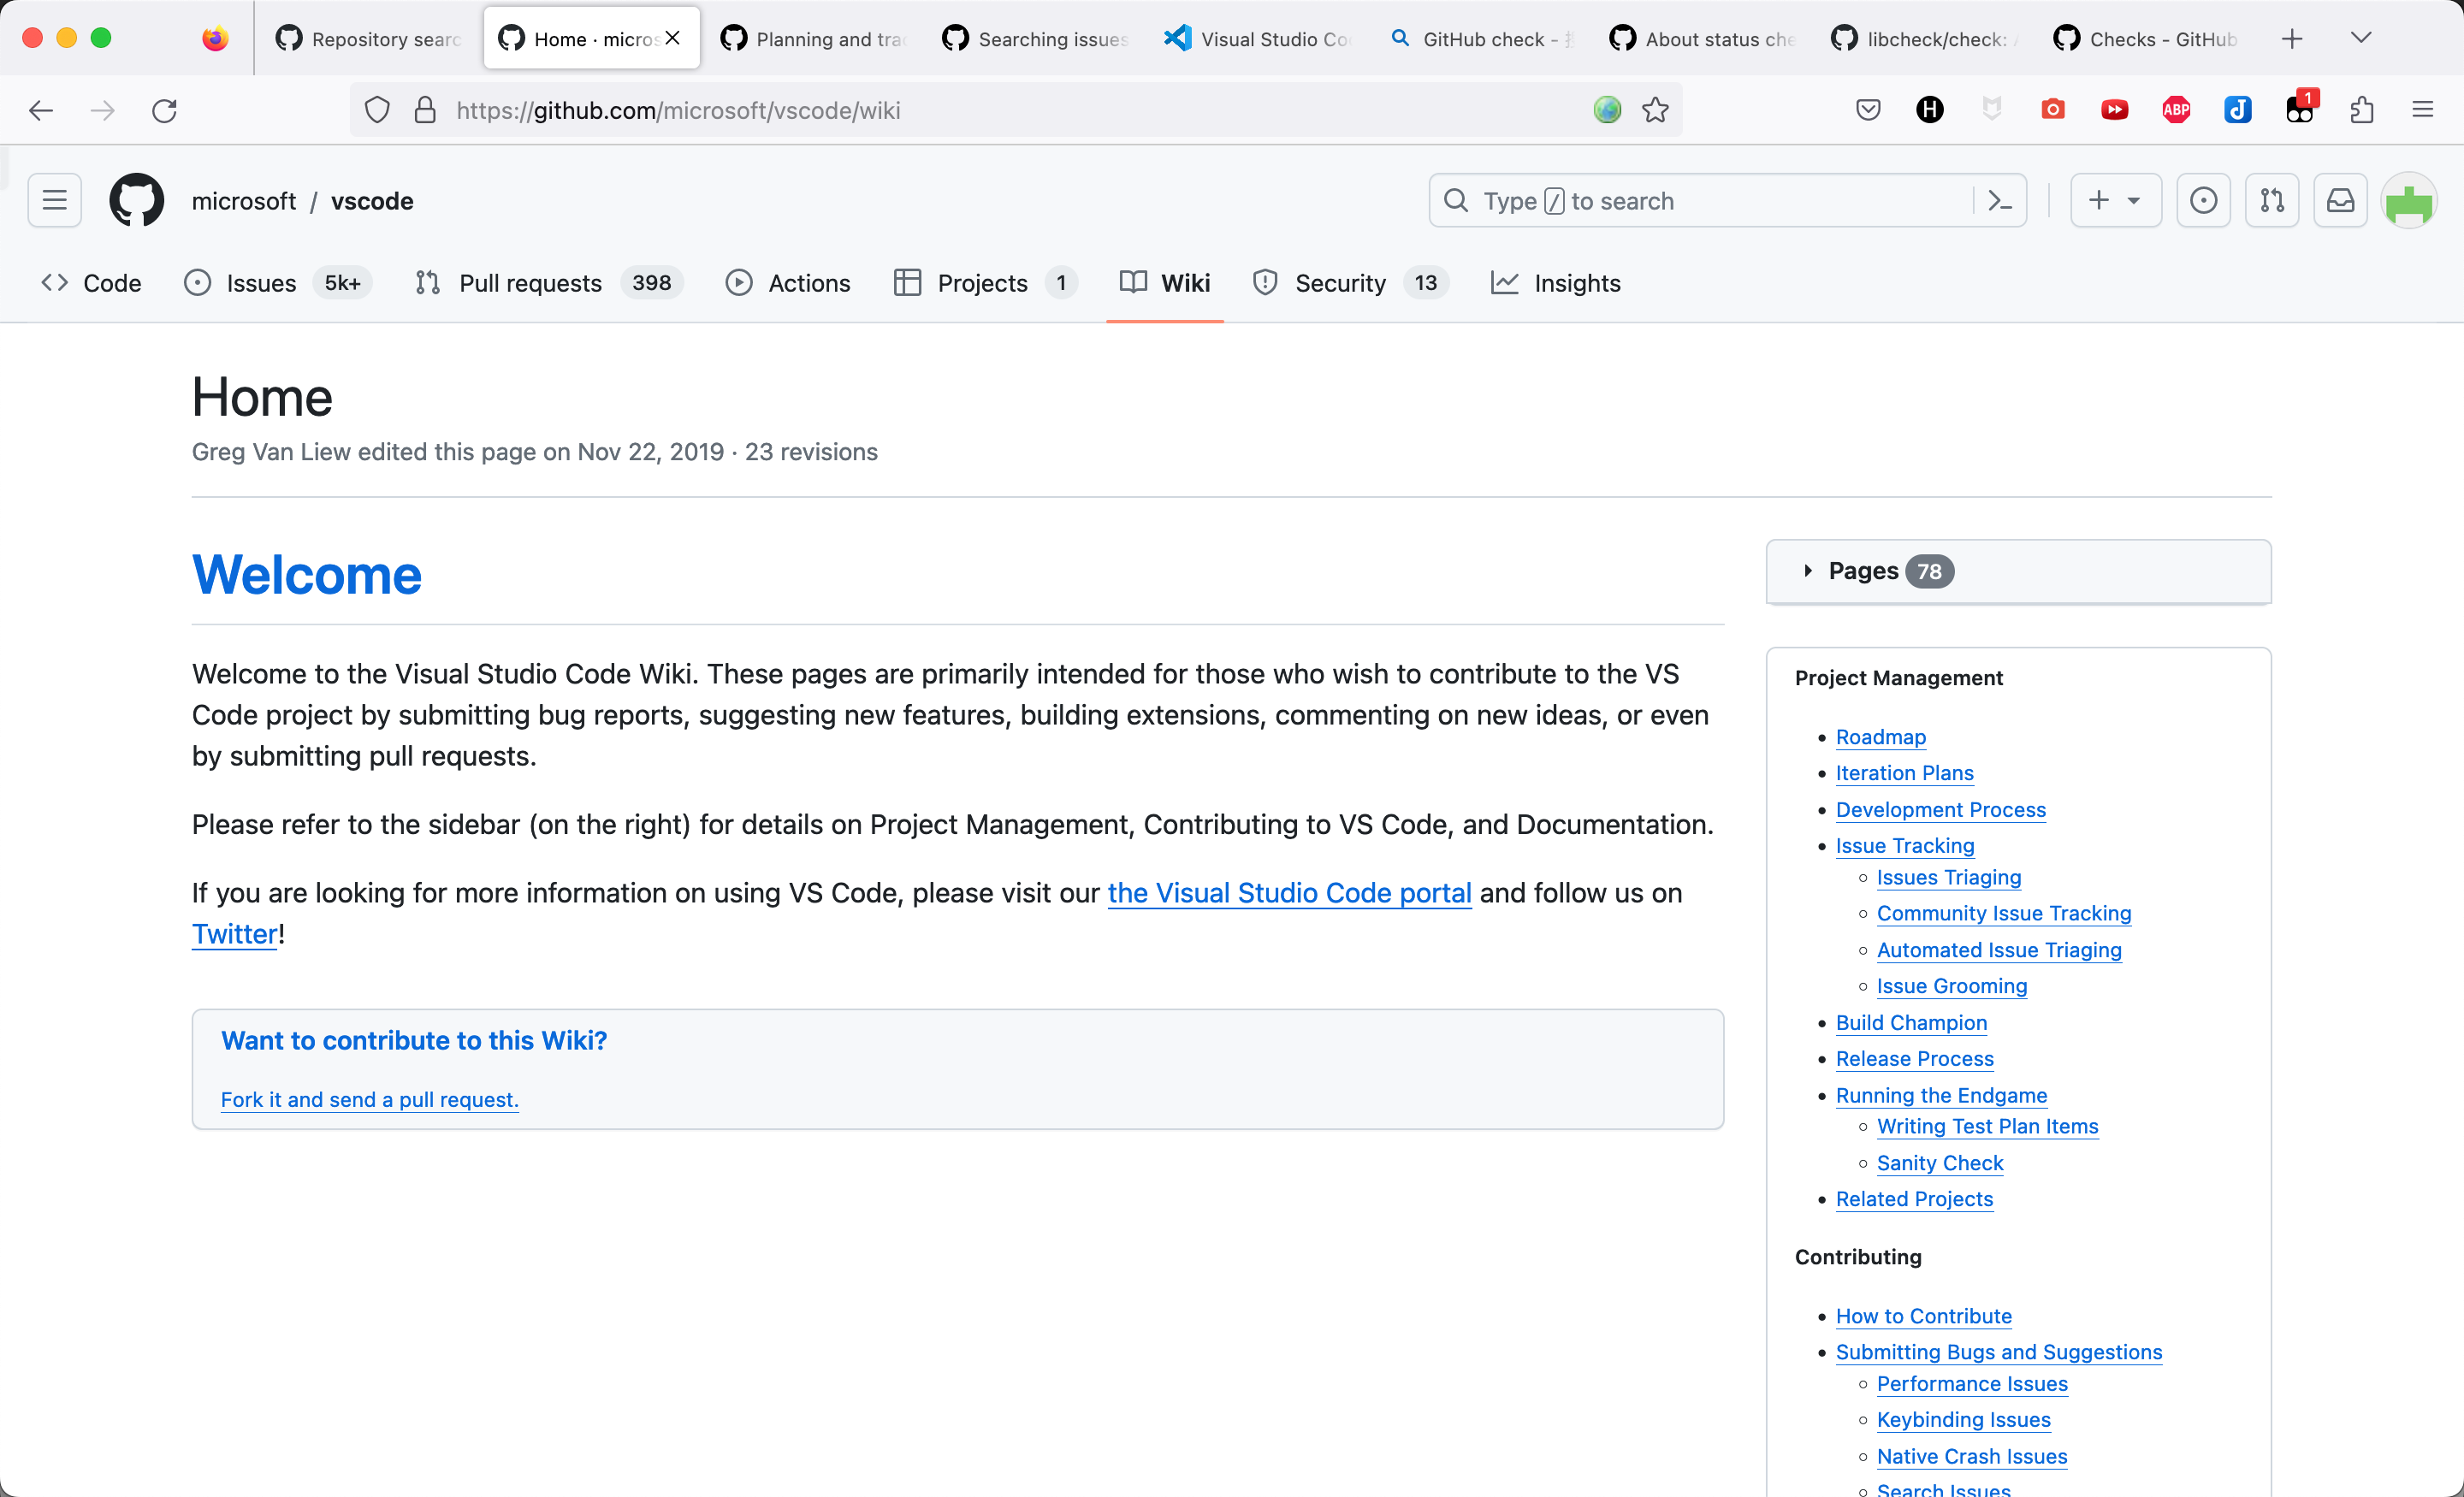 Repository searc
Home · micros
Planning and tra
Searching issues
Visual Studio Co
GitHub check -
About status che
libcheck/check:
Checks - GitHub
https://github.com/microsoft/vscode/wiki
H
ABP
1
microsoft / vscode
Type / to search
Code
Issues 5k+
Pull requests 398
Actions
Projects 1
Wiki
Security 13
Insights
Home
Greg Van Liew edited this page on Nov 22, 2019 · 23 revisions
Welcome
Welcome to the Visual Studio Code Wiki. These pages are primarily intended for those who wish to contribute to the VS
Code project by submitting bug reports, suggesting new features, building extensions, commenting on new ideas, or even
by submitting pull requests.
Please refer to the sidebar (on the right) for details on Project Management, Contributing to VS Code, and Documentation.
If you are looking for more information on using VS Code, please visit our the Visual Studio Code portal and follow us on
Twitter!
Want to contribute to this Wiki?
Fork it and send a pull request.
Pages 78
Project Management
Roadmap
Iteration Plans
Development Process
Issue Tracking
Issues Triaging
Community Issue Tracking
Automated Issue Triaging
Issue Grooming
Build Champion
Release Process
Running the Endgame
Writing Test Plan Items
Sanity Check
Related Projects
Contributing
How to Contribute
Submitting Bugs and Suggestions
Performance Issues
Keybinding Issues
Native Crash Issues
Search Issues